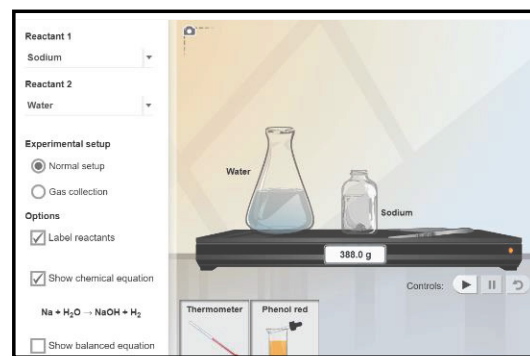 Reactant 1
Sodium
Reactant 2
Water
Experimental setup
Normal setup
Gas collection
Options
Label reactants
Show chemical equation
Na + H₂O → NaOH + H₂
Show balanced equation
Water
Sodium
388.0 g
Controls:
Thermometer
Phenol red